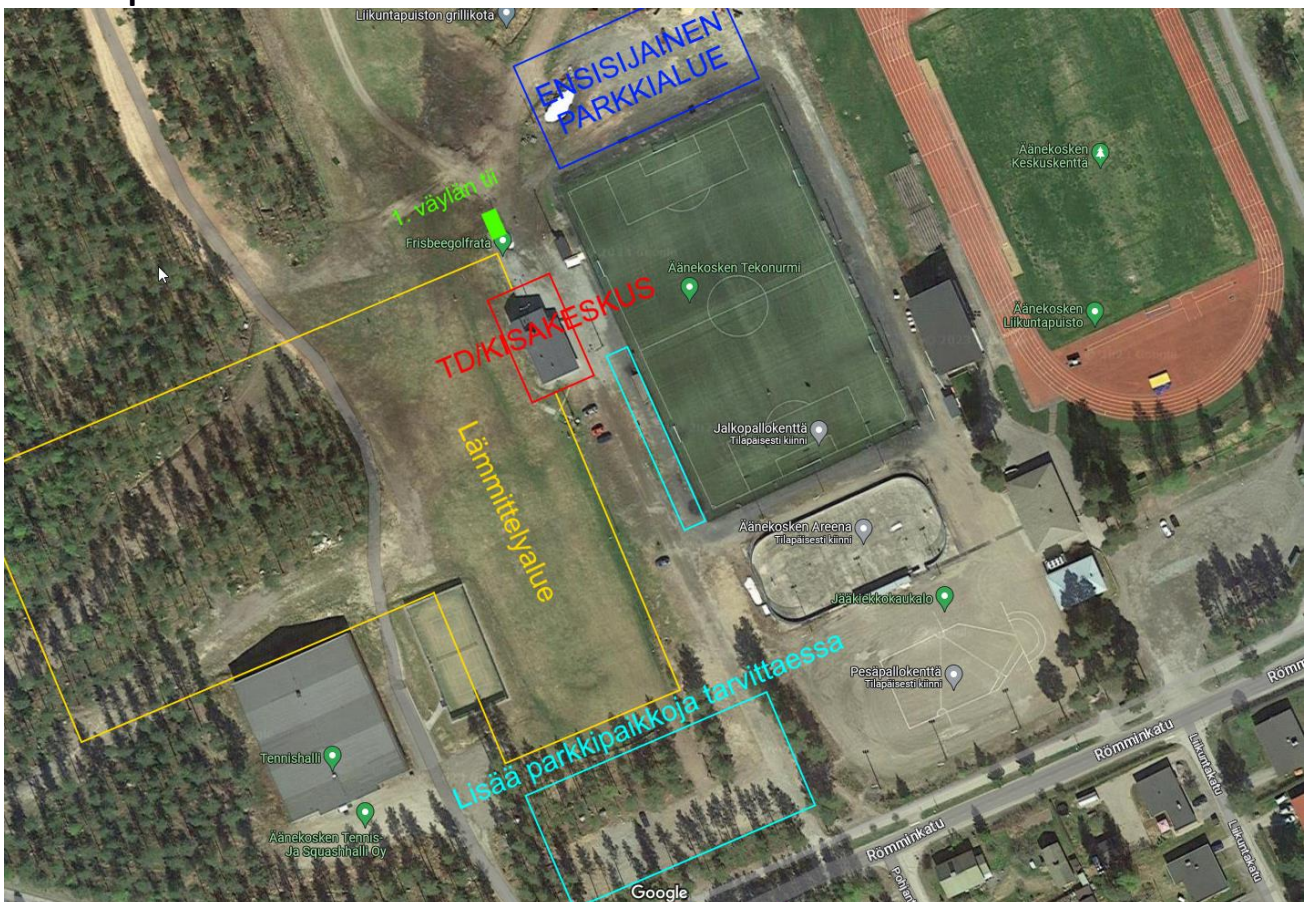 Liikuntapuiston grillikota
ENSISIJAINEN
PARKKIALUE
Äänekosken
Keskuskenttä
1. väylän tii
Frisbeegolfrata
Äänekosken Tekonurmi
TD/KISAKESKUS
Äänekosken
Liikuntapuisto
Jalkopallokenttä
Tilapäisesti kiinni
Lämmittelyalue
Äänekosken Areena
Tilapäisesti kiinni
Jääkiekkokaukalo
Pesäpallokenttä
Tilapäisesti kiinni
Lisää parkkipaikkoja tarvittaessa
Tennishalli
Äänekosken Tennis-
Ja Squashhalli Oy
Römminkatu
Römminkatu
Liikuntakatu
Liikuntakatu
Google